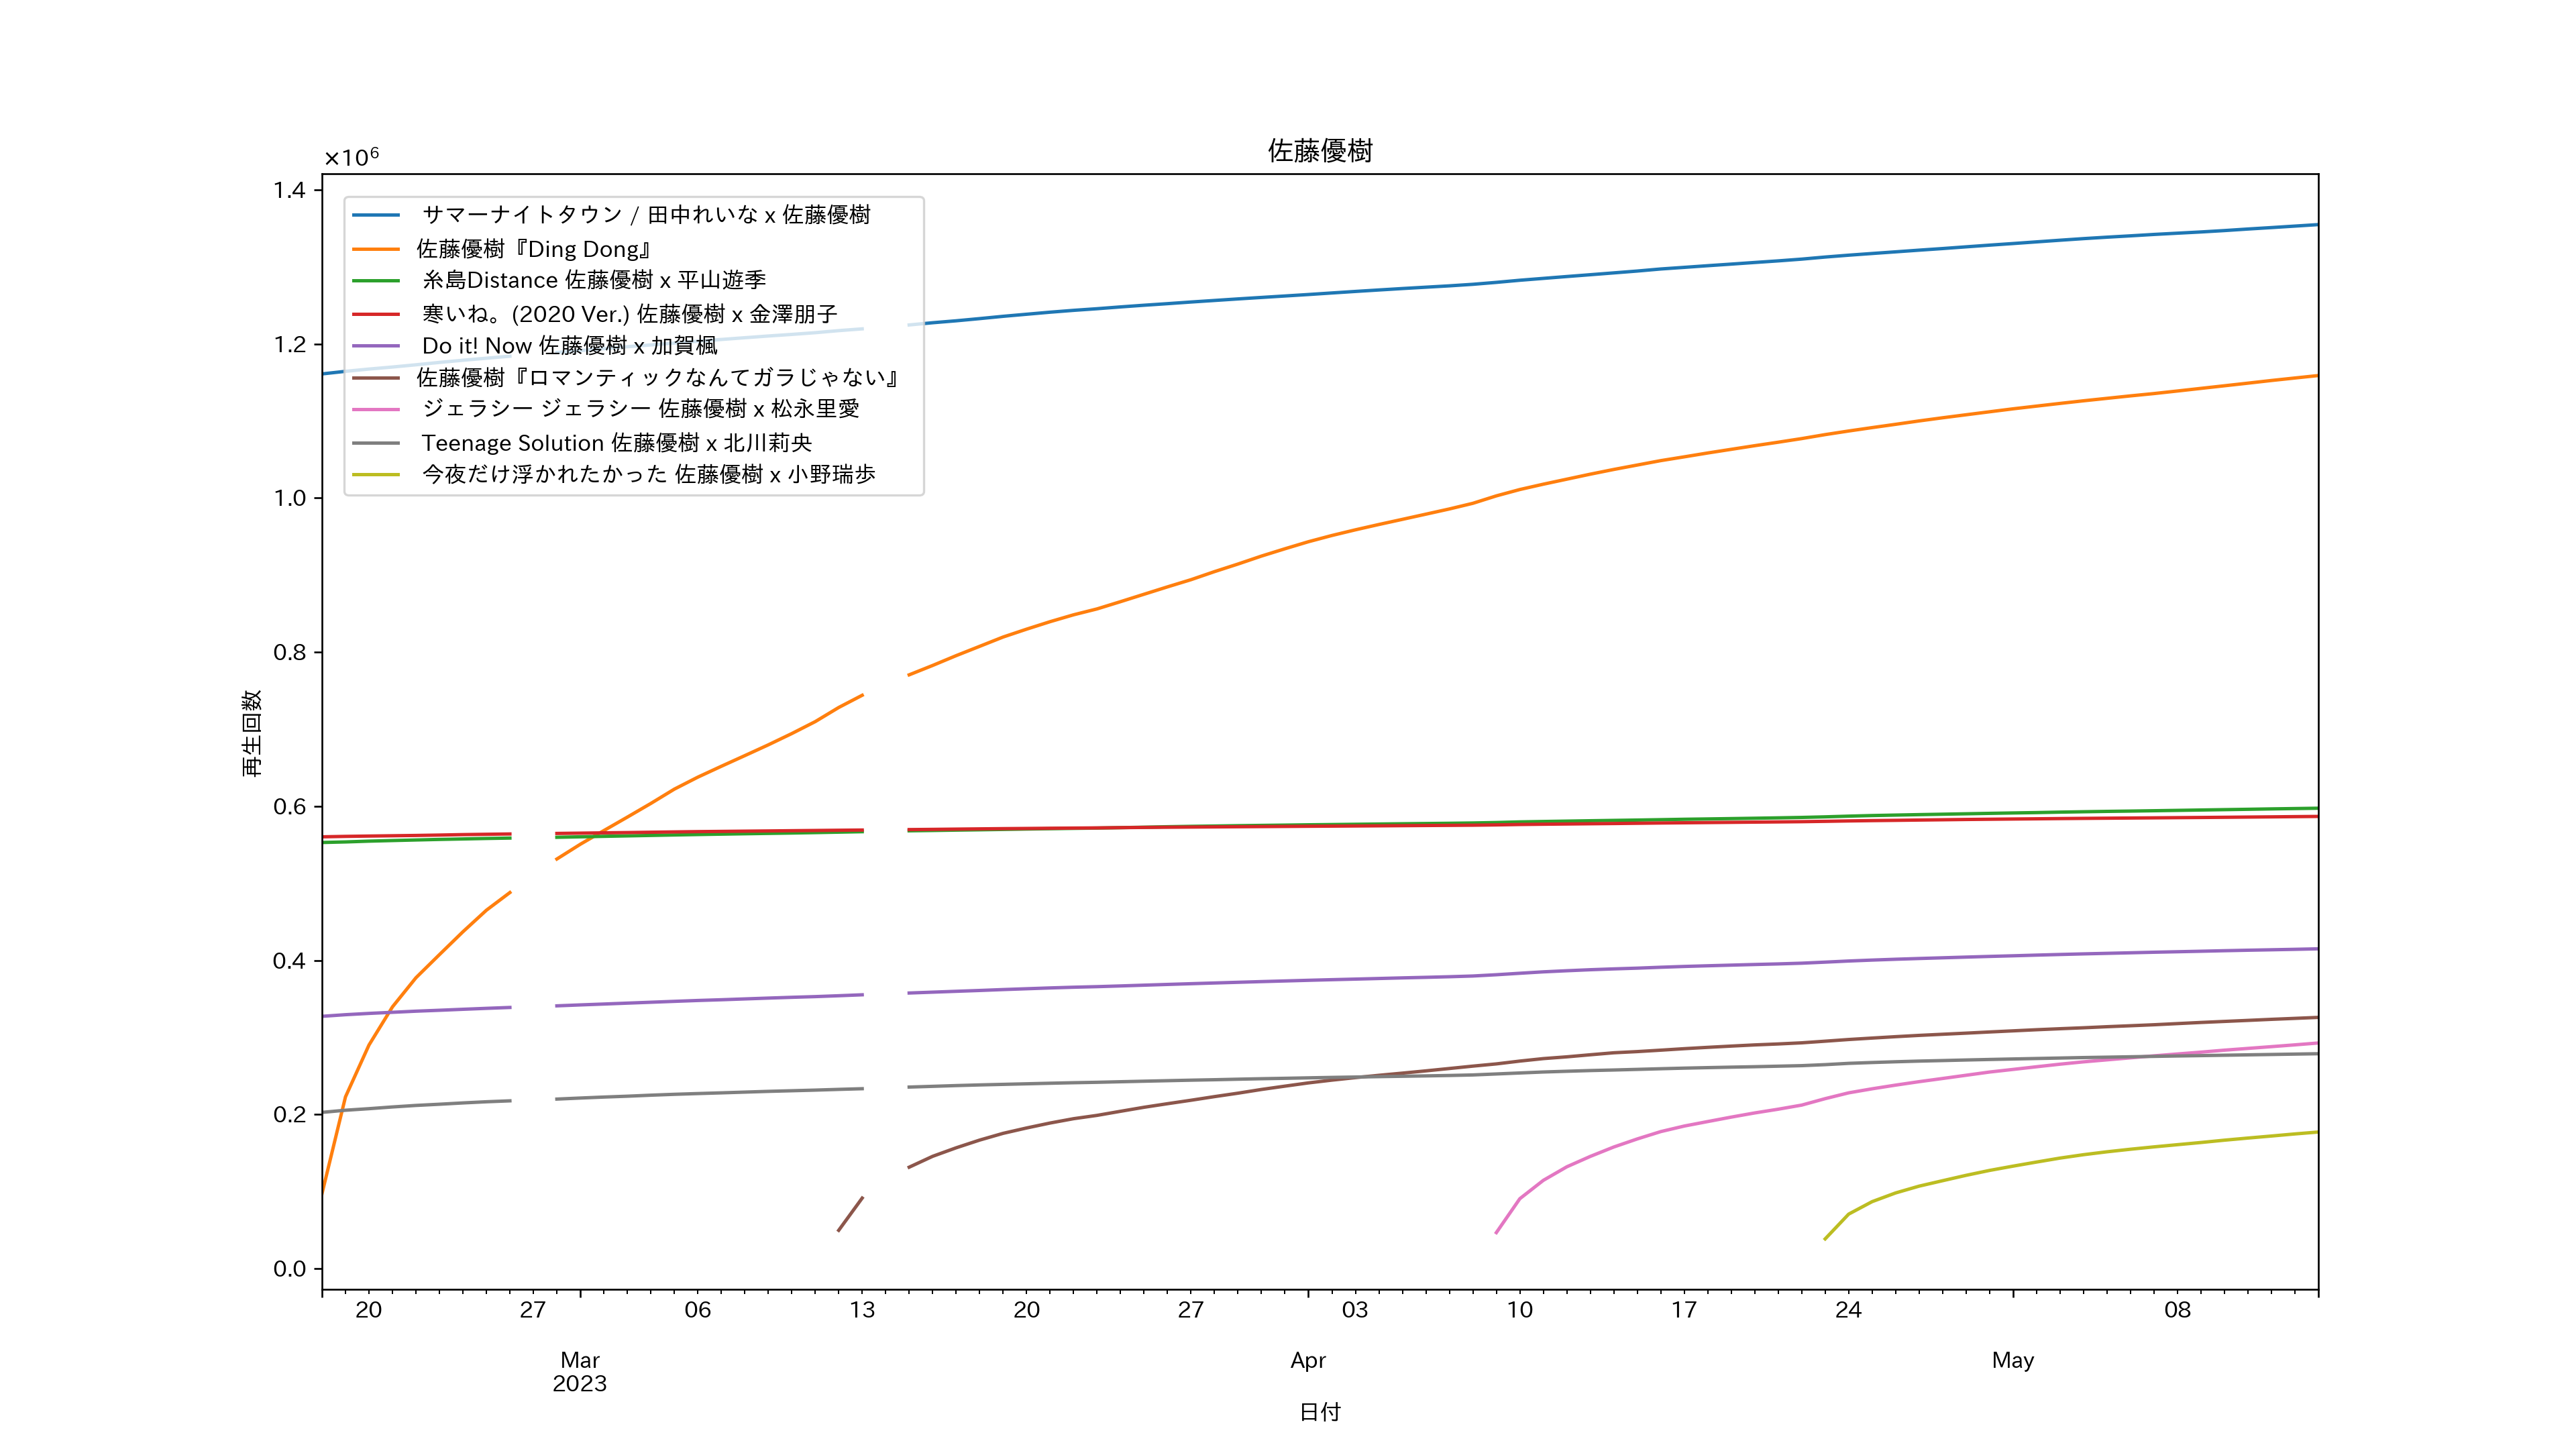 佐藤優樹
×10⁶
1.4
1.2
1.0
0.8
0.6
0.4
0.2
0.0
再生回数
サマーナイトタウン / 田中れいな x 佐藤優樹
佐藤優樹『Ding Dong』
糸島Distance 佐藤優樹 x 平山遊季
寒いね。(2020 Ver.) 佐藤優樹 x 金澤朋子
Do it! Now 佐藤優樹 x 加賀楓
佐藤優樹『ロマンティックなんてガラじゃない』
ジェラシー ジェラシー 佐藤優樹 x 松永里愛
Teenage Solution 佐藤優樹 x 北川莉央
今夜だけ浮かれたかった 佐藤優樹 x 小野瑞歩
20 27 06 13 20 27 03 10 17 24 08
Mar Apr May
2023
日付